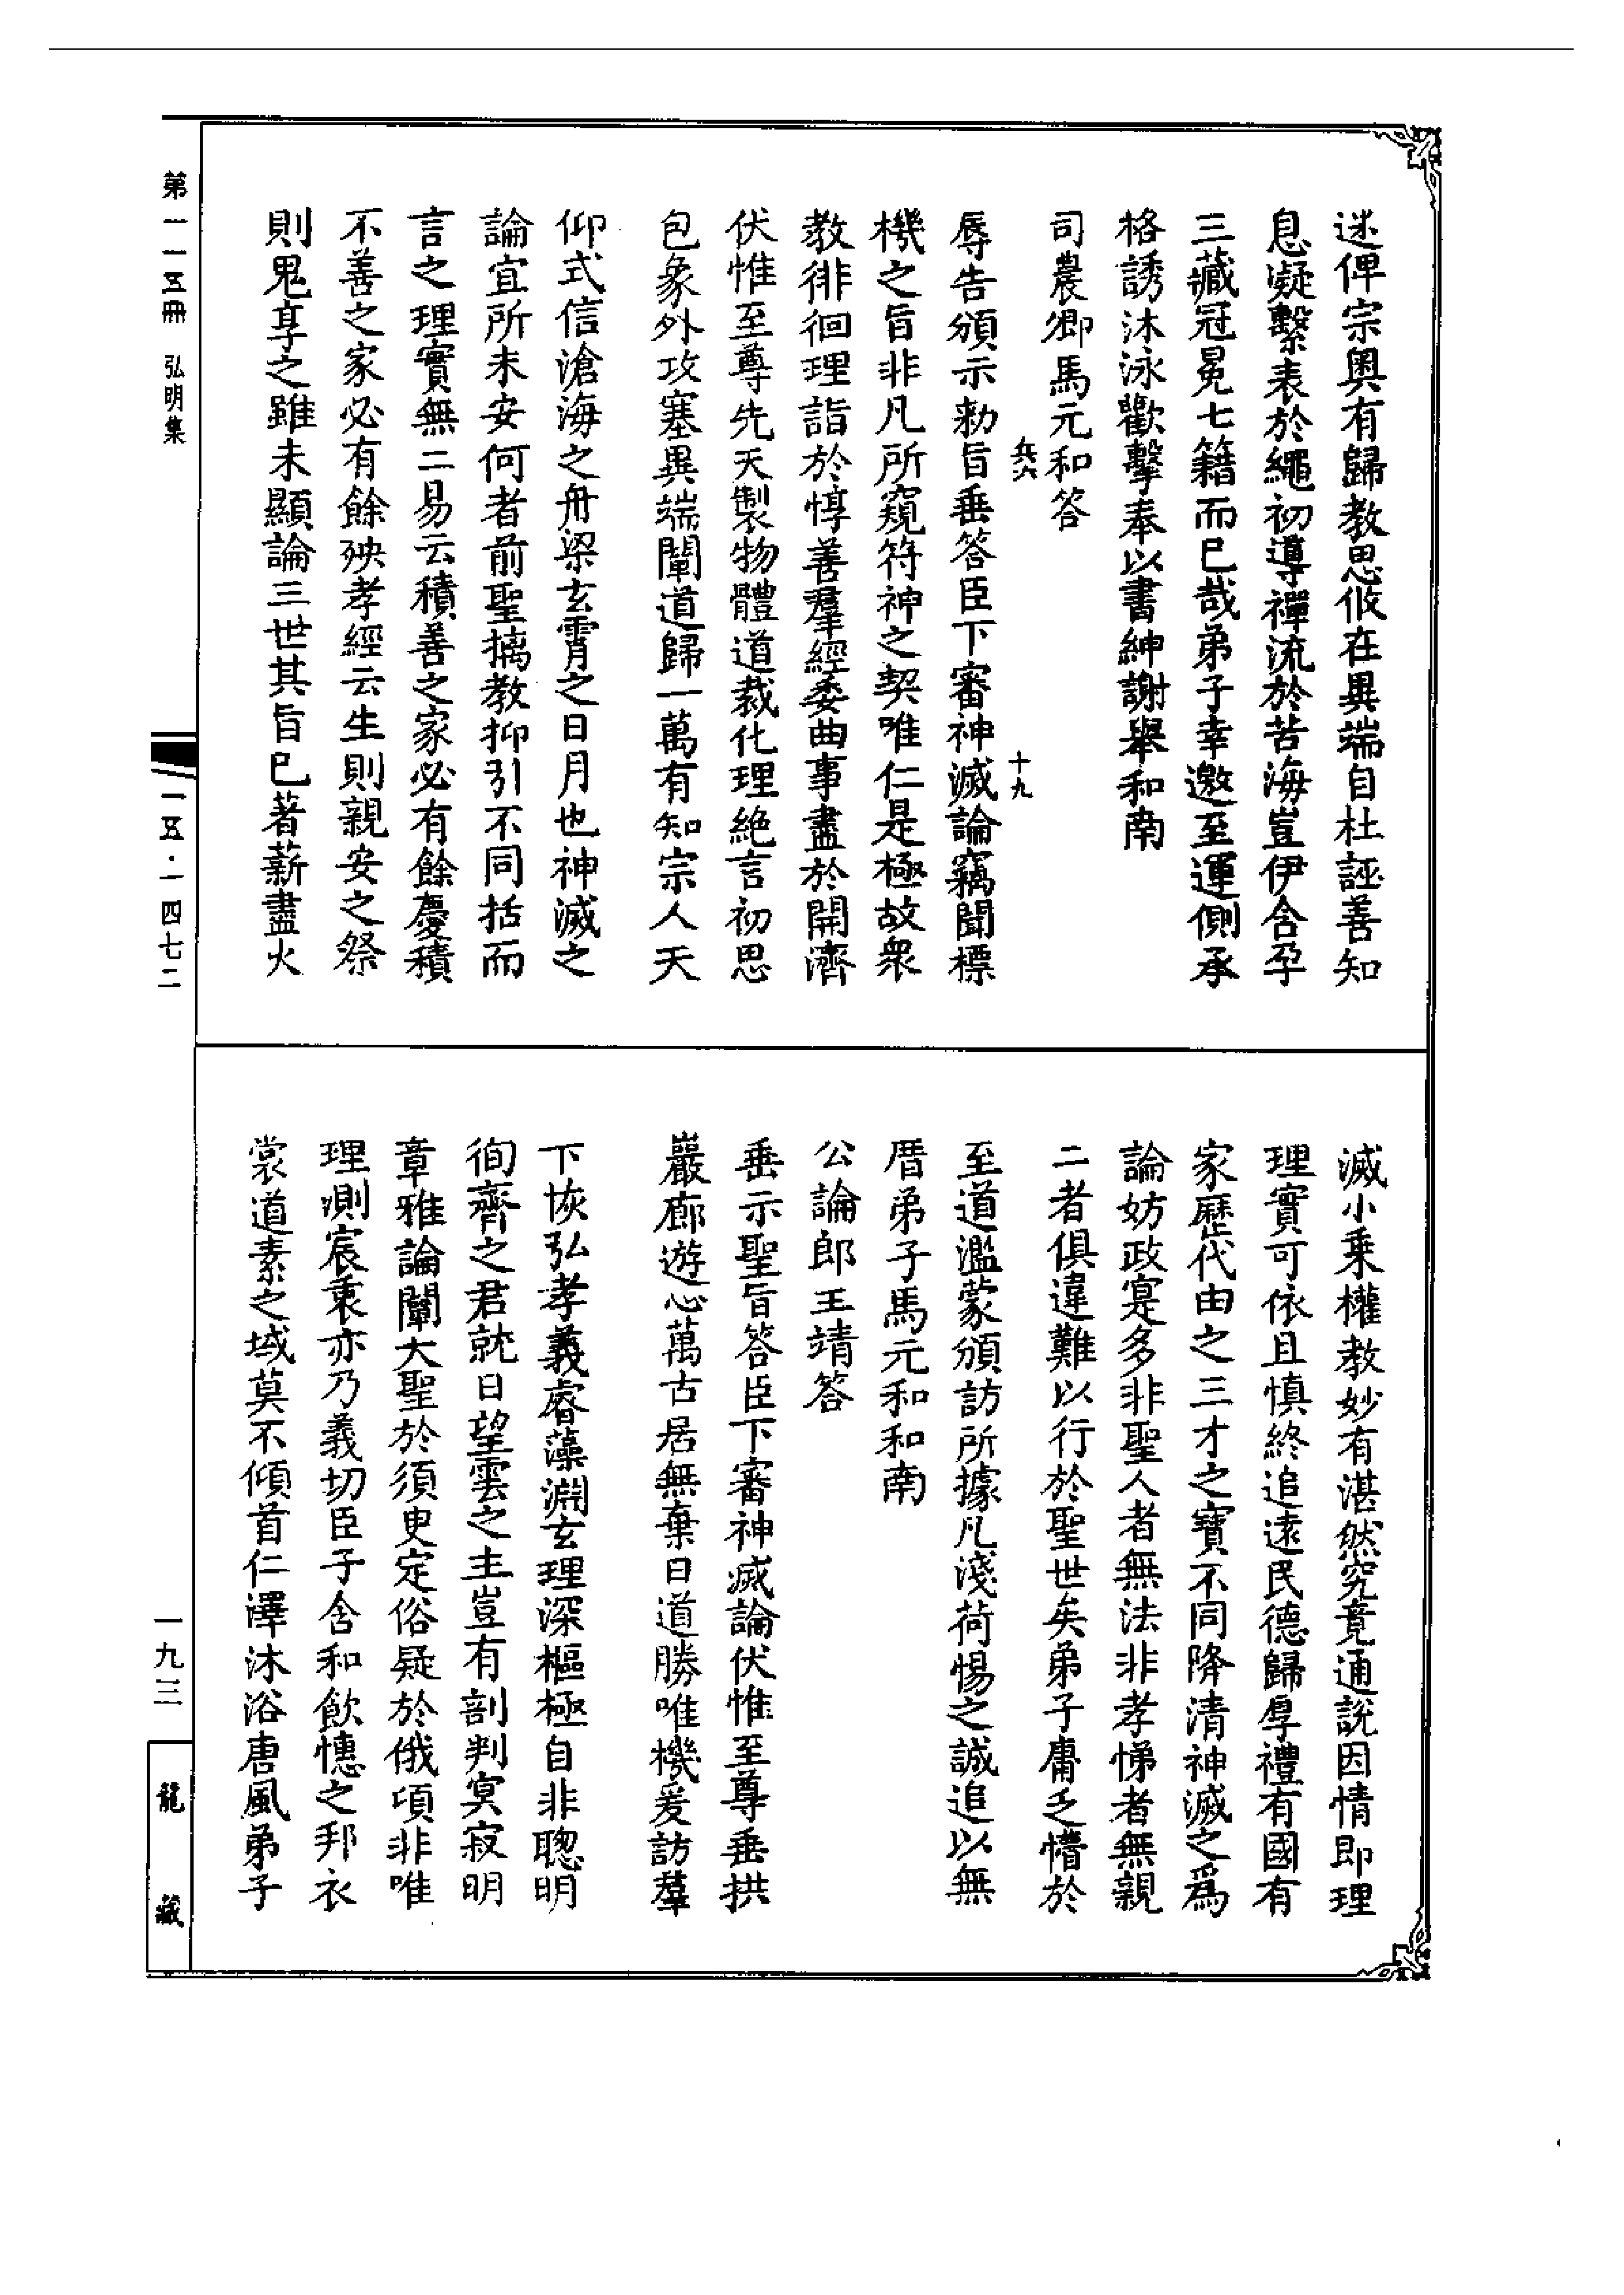 迷俾宗奧有歸教思攸在異端自杜誣善知
息凝繫表於繩初導禪流於苦海豈伊含孕
三藏冠冕七籍而已哉弟子幸邀至運側承
格誘沐泳歡擊奉以書紳謝舉和南
司農卿馬元和答
兵六
十九
辱告頒示勑旨垂答臣下審神滅論竊聞標
機之旨非凡所窺符神之契唯仁是極故衆
教徘徊理詣於惇善羣經委曲事盡於開濟
伏惟至尊先天製物體道裁化理絶言初思
包象外攻塞異端闡道歸一萬有知宗人天
仰式信滄海之舟梁玄霄之日月也神滅之
論宜所未安何者前聖摛教抑引不同括而
言之理實無二易云積善之家必有餘慶積
不善之家必有餘殃孝經云生則親安之祭
則鬼享之雖未顯論三世其旨已著薪盡火
滅小乗權教妙有湛然究竟通說因情即理
理實可依且慎終追逺民德歸厚禮有國有
家歷代由之三才之寶不同降清神滅之爲
論妨政寔多非聖人者無法非孝悌者無親
二者俱違難以行於聖世矣弟子庸乏懵於
至道濫蒙頒訪所據凡淺荷惕之誠追以無
厝弟子馬元和和南
公論郎王靖答
垂示聖旨答臣下審神滅論伏惟至尊垂拱
巖廊遊心萬古居無棄日道勝唯機爰訪羣
下恢弘孝義睿藻淵玄理深樞極自非聰明
徇齊之君就日望雲之主豈有剖判冥寂明
章雅論闡大聖於須臾定俗疑於俄頃非唯
理測宸衷亦乃義切臣子含和飲憓之邦衣
裳道素之域莫不傾首仁澤沐浴唐風弟子
第一一五冊 弘明集
一五·一四七二
一九三
龍藏